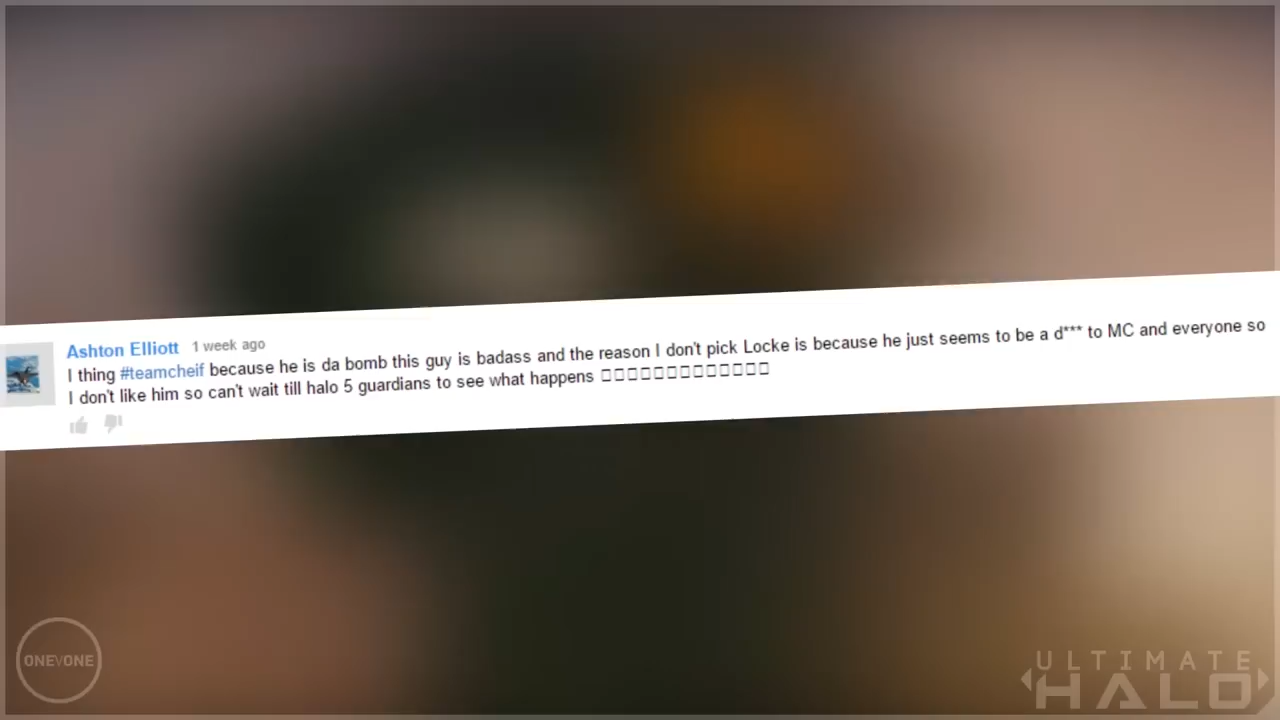 Ashton Elliott 1 week ago
I thing #teamcheif because he is da bomb this guy is badass and the reason I don't pick Locke is because he just seems to be a d*** to MC and everyone so
I don't like him so can't wait till halo 5 guardians to see what happens □□□□□□□□□□□□□
ONEVONE
ULTIMATE
HALO